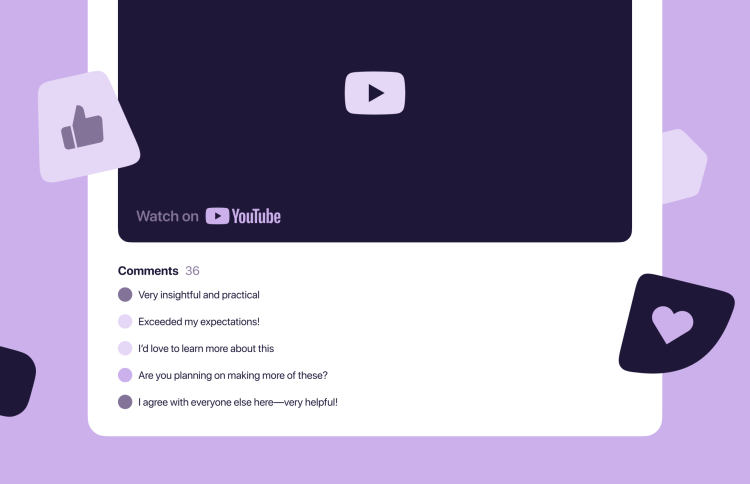 Watch on YouTube
Comments 36
Very insightful and practical
Exceeded my expectations!
I'd love to learn more about this
Are you planning on making more of these?
I agree with everyone else here—very helpful!